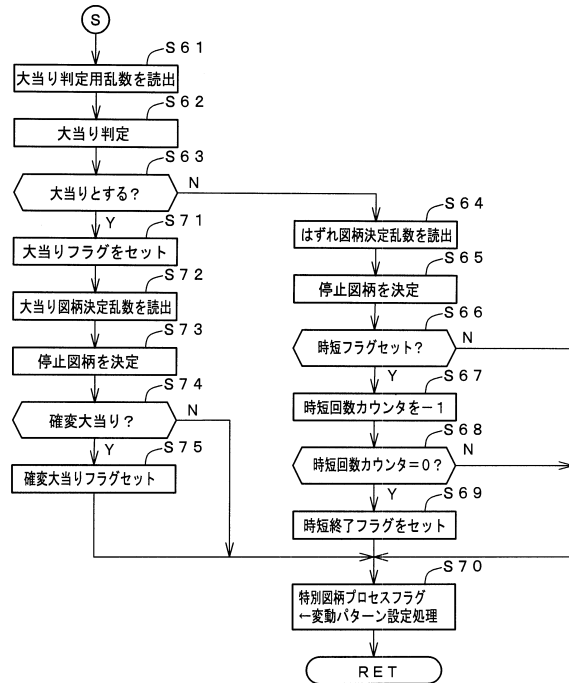 S
S61
大当り判定用乱数を読出
S62
大当り判定
S63
大当りとする?
N
Y
S71
大当りフラグをセット
S72
大当り図柄決定乱数を読出
S73
停止図柄を決定
S74
確変大当り?
N
Y
S75
確変大当りフラグセット
S64
はずれ図柄決定乱数を読出
S65
停止図柄を決定
S66
時短フラグセット?
N
Y
S67
時短回数カウンタを-1
S68
時短回数カウンタ=0?
N
Y
S69
時短終了フラグをセット
S70
特別図柄プロセスフラグ
←変動パターン設定処理
RET